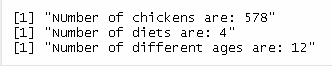 [1] "NUmber of chickens are: 578"
[1] "Number of diets are: 4"
[1] "Number of different ages are: 12"